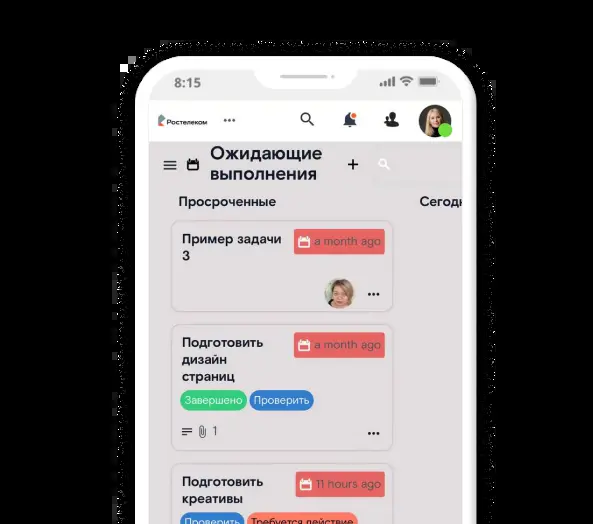 8:15
Ростелеком
Ожидающие
выполнения
Просроченные
Сегодн
Пример задачи
3
a month ago
Подготовить
дизайн
страниц
a month ago
Завершено Проверить
1
Подготовить
креативы
11 hours ago
Проверить Требуется действие